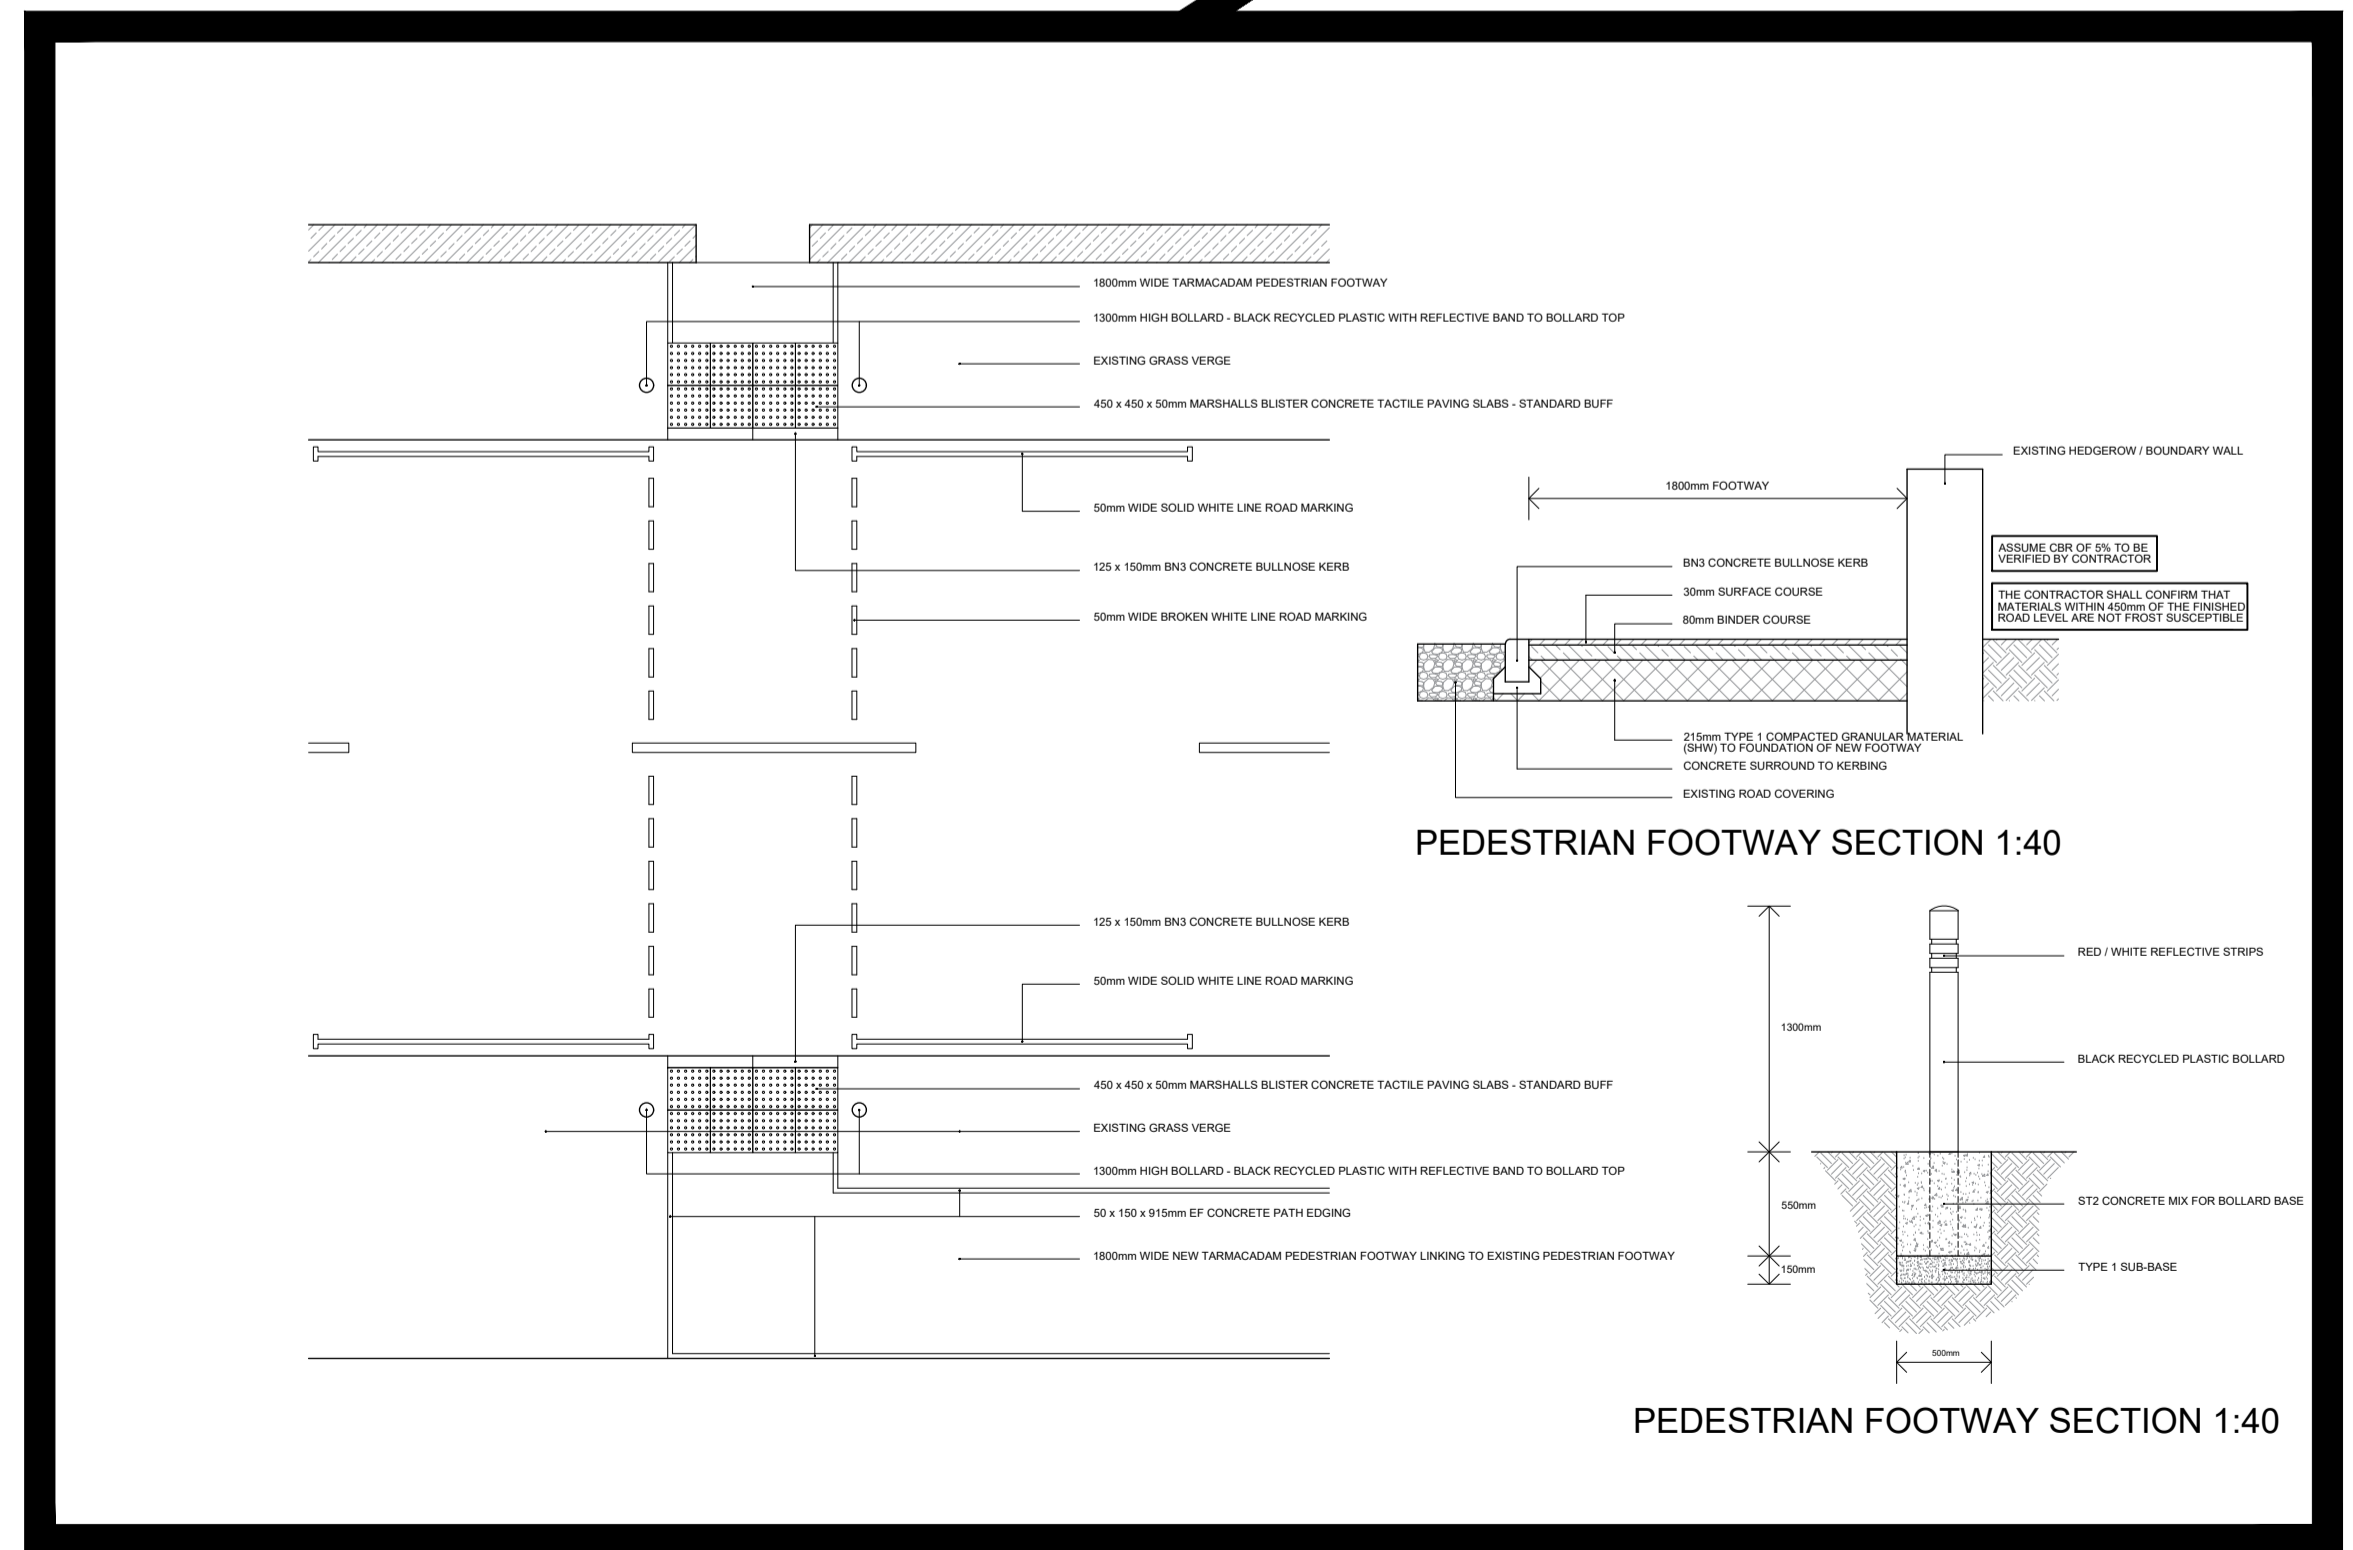 1800mm WIDE TARMACADAM PEDESTRIAN FOOTWAY
1300mm HIGH BOLLARD - BLACK RECYCLED PLASTIC WITH REFLECTIVE BAND TO BOLLARD TOP
EXISTING GRASS VERGE
450 x 450 x 50mm MARSHALLS BLISTER CONCRETE TACTILE PAVING SLABS - STANDARD BUFF
50mm WIDE SOLID WHITE LINE ROAD MARKING
125 x 150mm BN3 CONCRETE BULLNOSE KERB
50mm WIDE BROKEN WHITE LINE ROAD MARKING
125 x 150mm BN3 CONCRETE BULLNOSE KERB
50mm WIDE SOLID WHITE LINE ROAD MARKING
450 x 450 x 50mm MARSHALLS BLISTER CONCRETE TACTILE PAVING SLABS - STANDARD BUFF
EXISTING GRASS VERGE
1300mm HIGH BOLLARD - BLACK RECYCLED PLASTIC WITH REFLECTIVE BAND TO BOLLARD TOP
50 x 150 x 915mm EF CONCRETE PATH EDGING
1800mm WIDE NEW TARMACADAM PEDESTRIAN FOOTWAY LINKING TO EXISTING PEDESTRIAN FOOTWAY
EXISTING HEDGEROW / BOUNDARY WALL
1800mm FOOTWAY
ASSUME CBR OF 5% TO BE
VERIFIED BY CONTRACTOR
THE CONTRACTOR SHALL CONFIRM THAT
MATERIALS WITHIN 450mm OF THE FINISHED
ROAD LEVEL ARE NOT FROST SUSCEPTIBLE
BN3 CONCRETE BULLNOSE KERB
30mm SURFACE COURSE
80mm BINDER COURSE
215mm TYPE 1 COMPACTED GRANULAR MATERIAL
(SHW) TO FOUNDATION OF NEW FOOTWAY
CONCRETE SURROUND TO KERBING
EXISTING ROAD COVERING
PEDESTRIAN FOOTWAY SECTION 1:40
RED / WHITE REFLECTIVE STRIPS
1300mm
BLACK RECYCLED PLASTIC BOLLARD
550mm
ST2 CONCRETE MIX FOR BOLLARD BASE
150mm
TYPE 1 SUB-BASE
500mm
PEDESTRIAN FOOTWAY SECTION 1:40